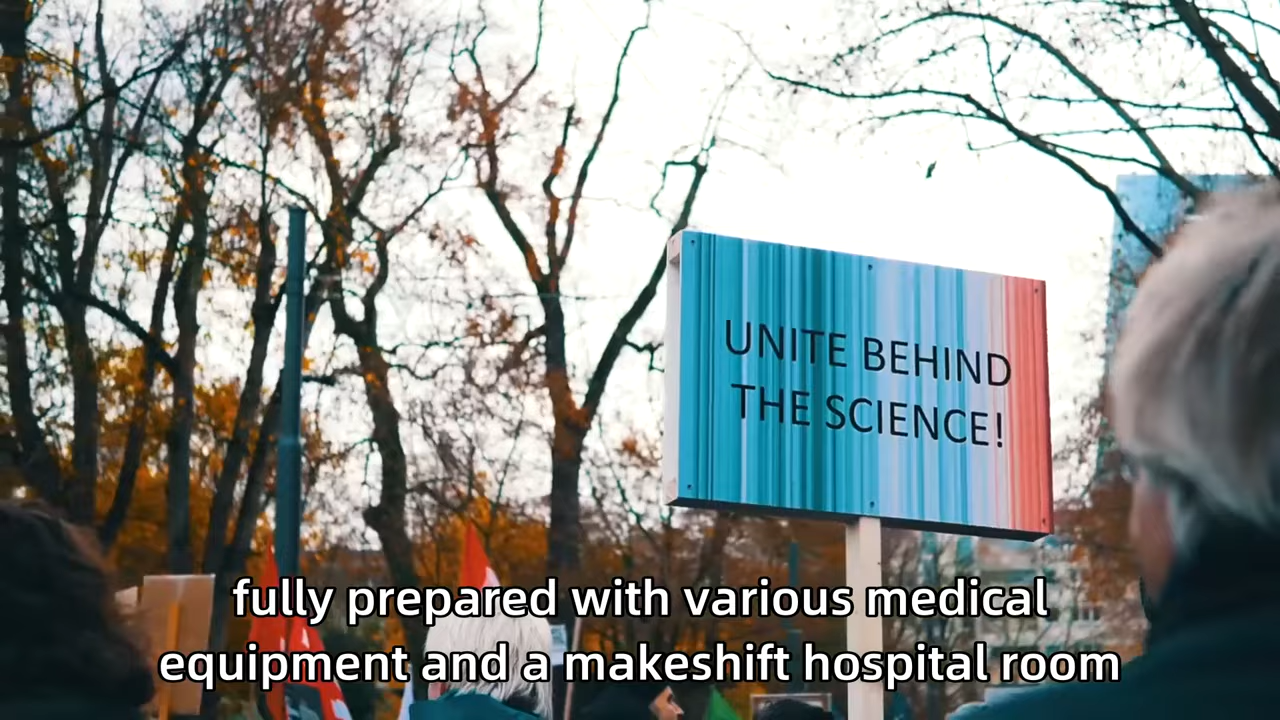 UNITE BEHIND
THE SCIENCE!
fully prepared with various medical
equipment and a makeshift hospital room